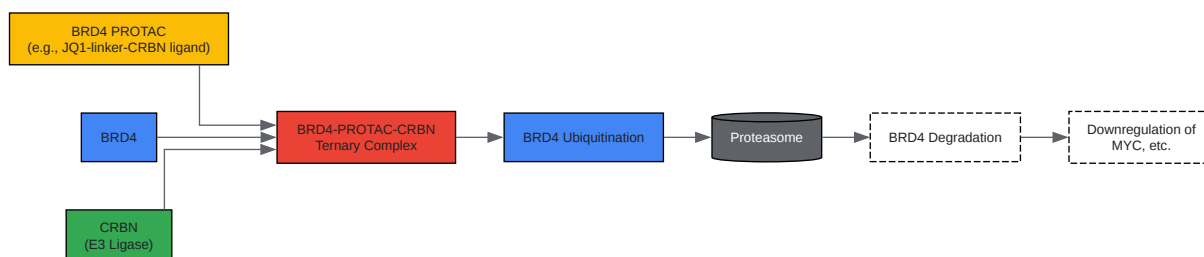 BRD4 PROTAC
(e.g., JQ1-linker-CRBN ligand)
BRD4
CRBN
(E3 Ligase)
BRD4-PROTAC-CRBN
Ternary Complex
BRD4 Ubiquitination
Proteasome
BRD4 Degradation
Downregulation of
MYC, etc.